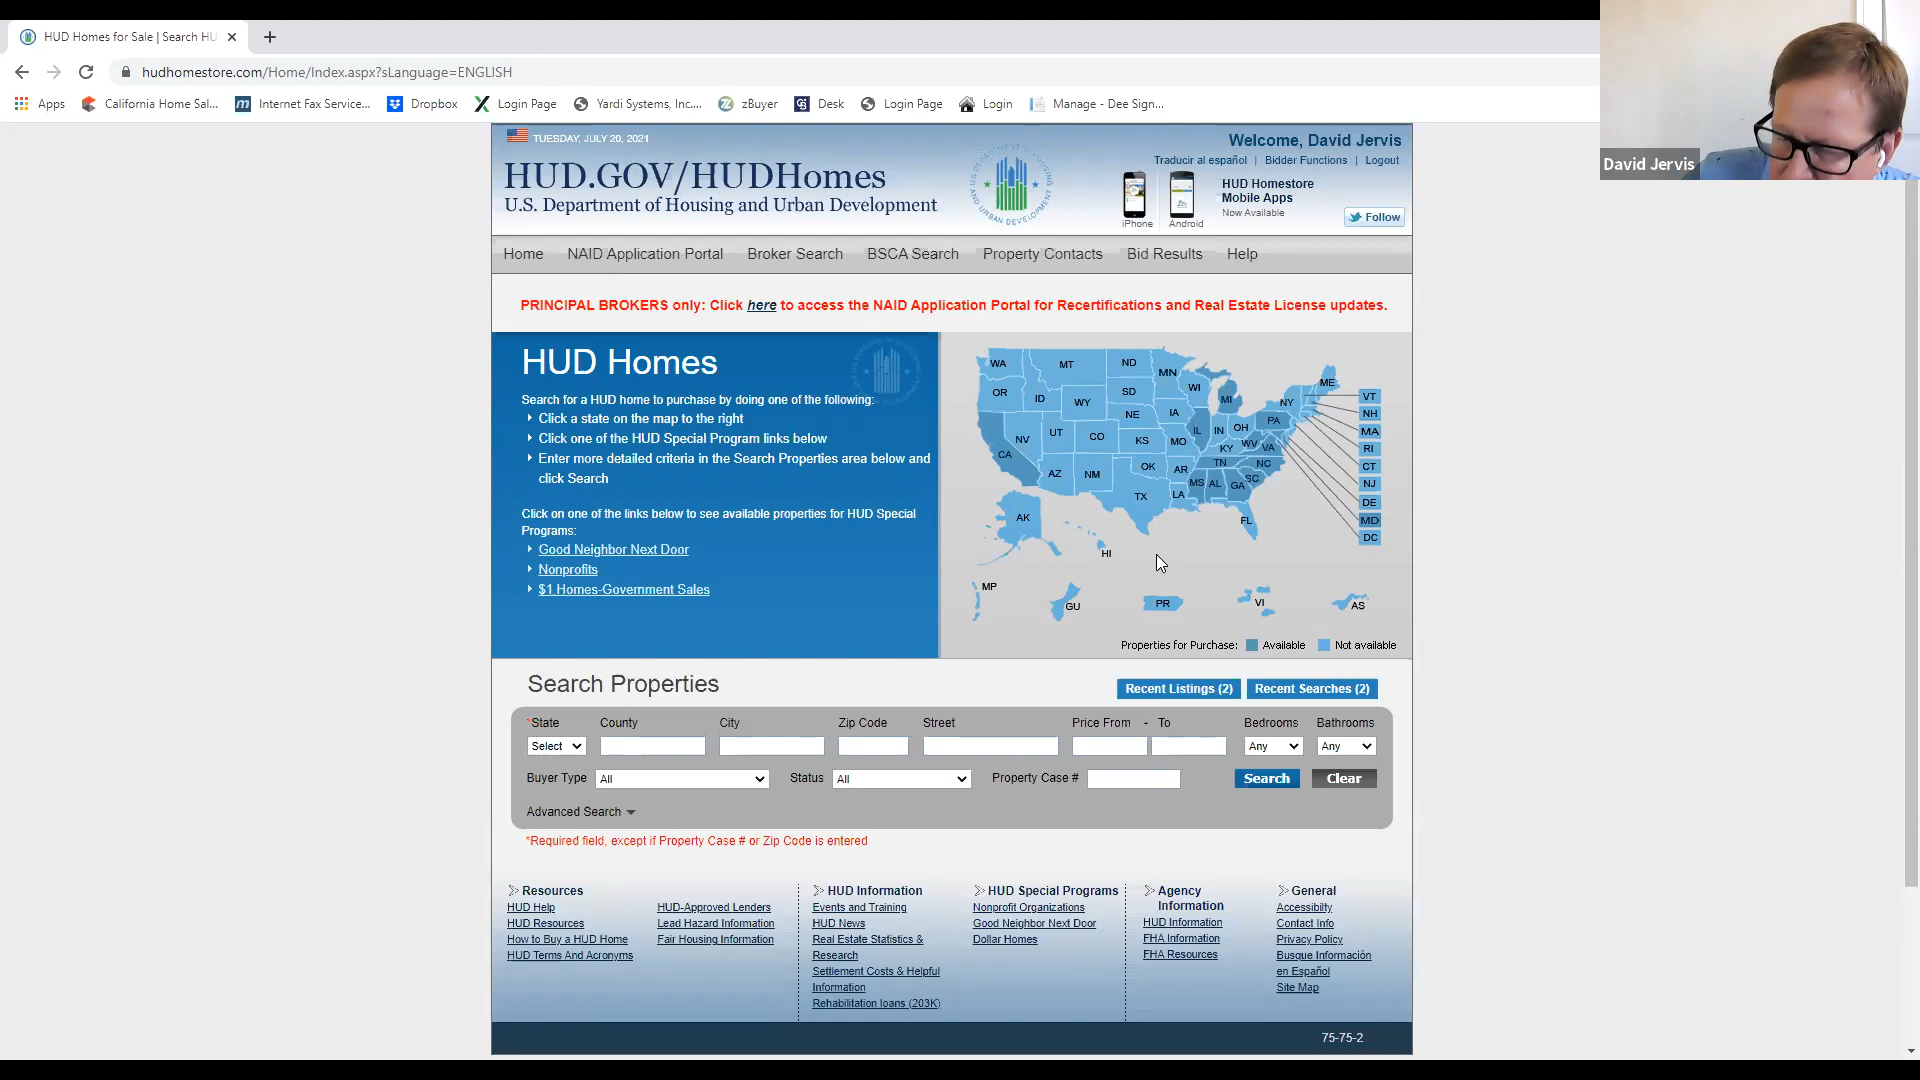 HUD Homes for Sale | Search HU
hudhomestore.com/Home/Index.aspx?sLanguage=ENGLISH
Apps California Home Sal... Internet Fax Service... Dropbox Login Page Yardi Systems, Inc.... zBuyer Desk Login Page Login Manage - Dee Sign...
David Jervis
TUESDAY, JULY 20, 2021
Welcome, David Jervis
Traducir al español | Bidder Functions | Logout
HUD.GOV/HUDHomes
U.S. Department of Housing and Urban Development
HUD Homestore
Mobile Apps
Now Available
iPhone Android
Follow
Home NAID Application Portal Broker Search BSCA Search Property Contacts Bid Results Help
PRINCIPAL BROKERS only: Click here to access the NAID Application Portal for Recertifications and Real Estate License updates.
HUD Homes
Search for a HUD home to purchase by doing one of the following:
Click a state on the map to the right
Click one of the HUD Special Program links below
Enter more detailed criteria in the Search Properties area below and
click Search
Click on one of the links below to see available properties for HUD Special
Programs:
Good Neighbor Next Door
Nonprofits
$1 Homes-Government Sales
WA MT ND MN ME
OR ID WY SD WI MI NY VT
NH
NV UT CO NE IA IL IN OH PA MA
CA KS MO KY WV VA RI
AZ NM OK AR TN NC CT
TX LA MS AL GA SC NJ
DE
AK FL MD
HI DC
MP GU PR VI AS
Properties for Purchase: Available Not available
Search Properties
Recent Listings (2) Recent Searches (2)
*State County City Zip Code Street Price From - To Bedrooms Bathrooms
Select Any Any
Buyer Type All Status All Property Case # Search Clear
Advanced Search
*Required field, except if Property Case # or Zip Code is entered
Resources
HUD Help
HUD Resources
How to Buy a HUD Home
HUD Terms And Acronyms
HUD-Approved Lenders
Lead Hazard Information
Fair Housing Information
HUD Information
Events and Training
HUD News
Real Estate Statistics &
Research
Settlement Costs & Helpful
Information
Rehabilitation loans (203K)
HUD Special Programs
Nonprofit Organizations
Good Neighbor Next Door
Dollar Homes
Agency
Information
HUD Information
FHA Information
FHA Resources
General
Accessibilty
Contact Info
Privacy Policy
Busque Información
en Español
Site Map
75-75-2